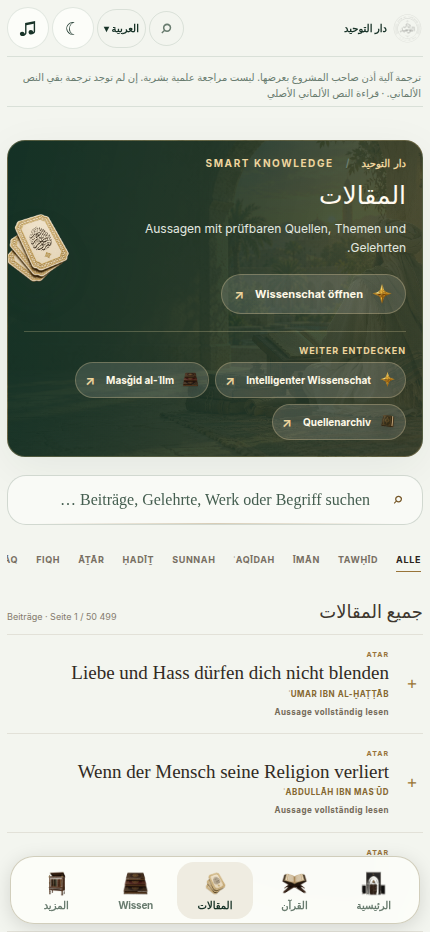 دار التوحيد
العربية ▾
ترجمة آلية أذن صاحب المشروع بعرضها. ليست مراجعة علمية بشرية. إن لم توجد ترجمة بقي النص
الألماني. · قراءة النص الألماني الأصلي
دار التوحيد / SMART KNOWLEDGE
المقالات
Aussagen mit prüfbaren Quellen, Themen und
Gelehrten.
Wissenschat öffnen
WEITER ENTDECKEN
Intelligenter Wissenschat
Masǧid al-ʿIlm
Quellenarchiv
Beiträge, Gelehrte, Werk oder Begriff suchen …
ALLE TAWḤĪD ĪMĀN ʿAQĪDAH SUNNAH ḤADĪṮ ĀṮĀR FIQH ĀQ
جميع المقالات
Beiträge · Seite 1 / 50 499
ATAR
Liebe und Hass dürfen dich nicht blenden
ʿUMAR IBN AL-ḪAṬṬĀB
Aussage vollständig lesen
ATAR
Wenn der Mensch seine Religion verliert
ʿABDULLĀH IBN MASʿŪD
Aussage vollständig lesen
ATAR
الرئيسية
القرآن
المقالات
Wissen
المزيد